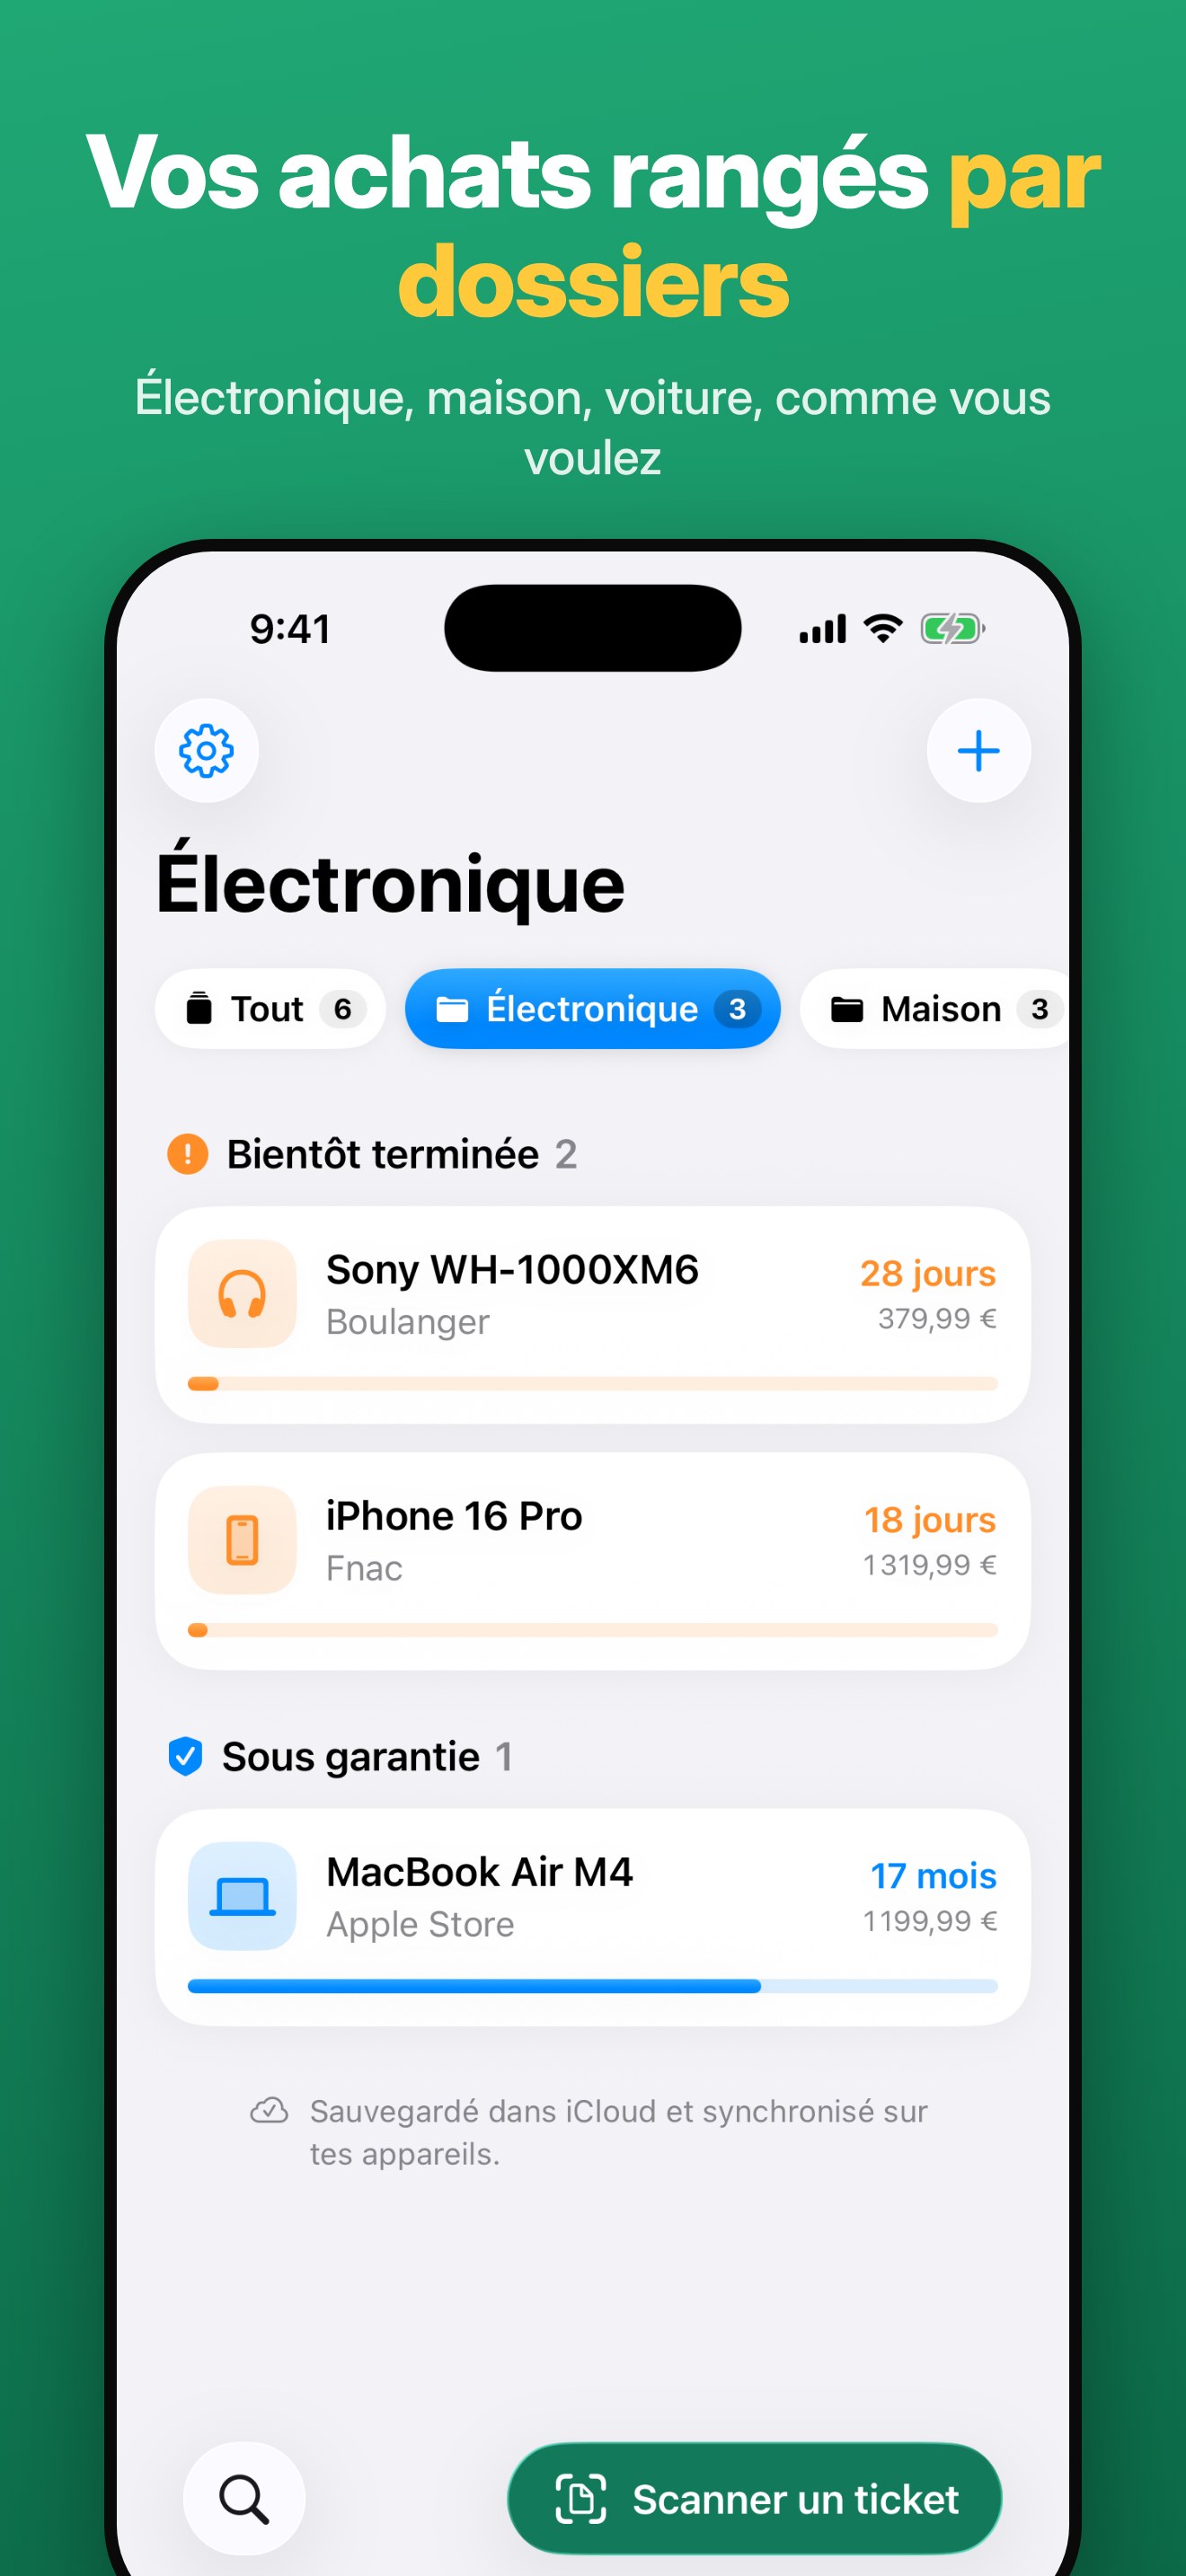 Vos achats rangés par
dossiers
Électronique, maison, voiture, comme vous
voulez
9:41
Électronique
Tout 6
Électronique 3
Maison 3
Bientôt terminée 2
Sony WH-1000XM6
28 jours
Boulanger
379,99 €
iPhone 16 Pro
18 jours
Fnac
1 319,99 €
Sous garantie 1
MacBook Air M4
17 mois
Apple Store
1 199,99 €
Sauvegardé dans iCloud et synchronisé sur
tes appareils.
Scanner un ticket